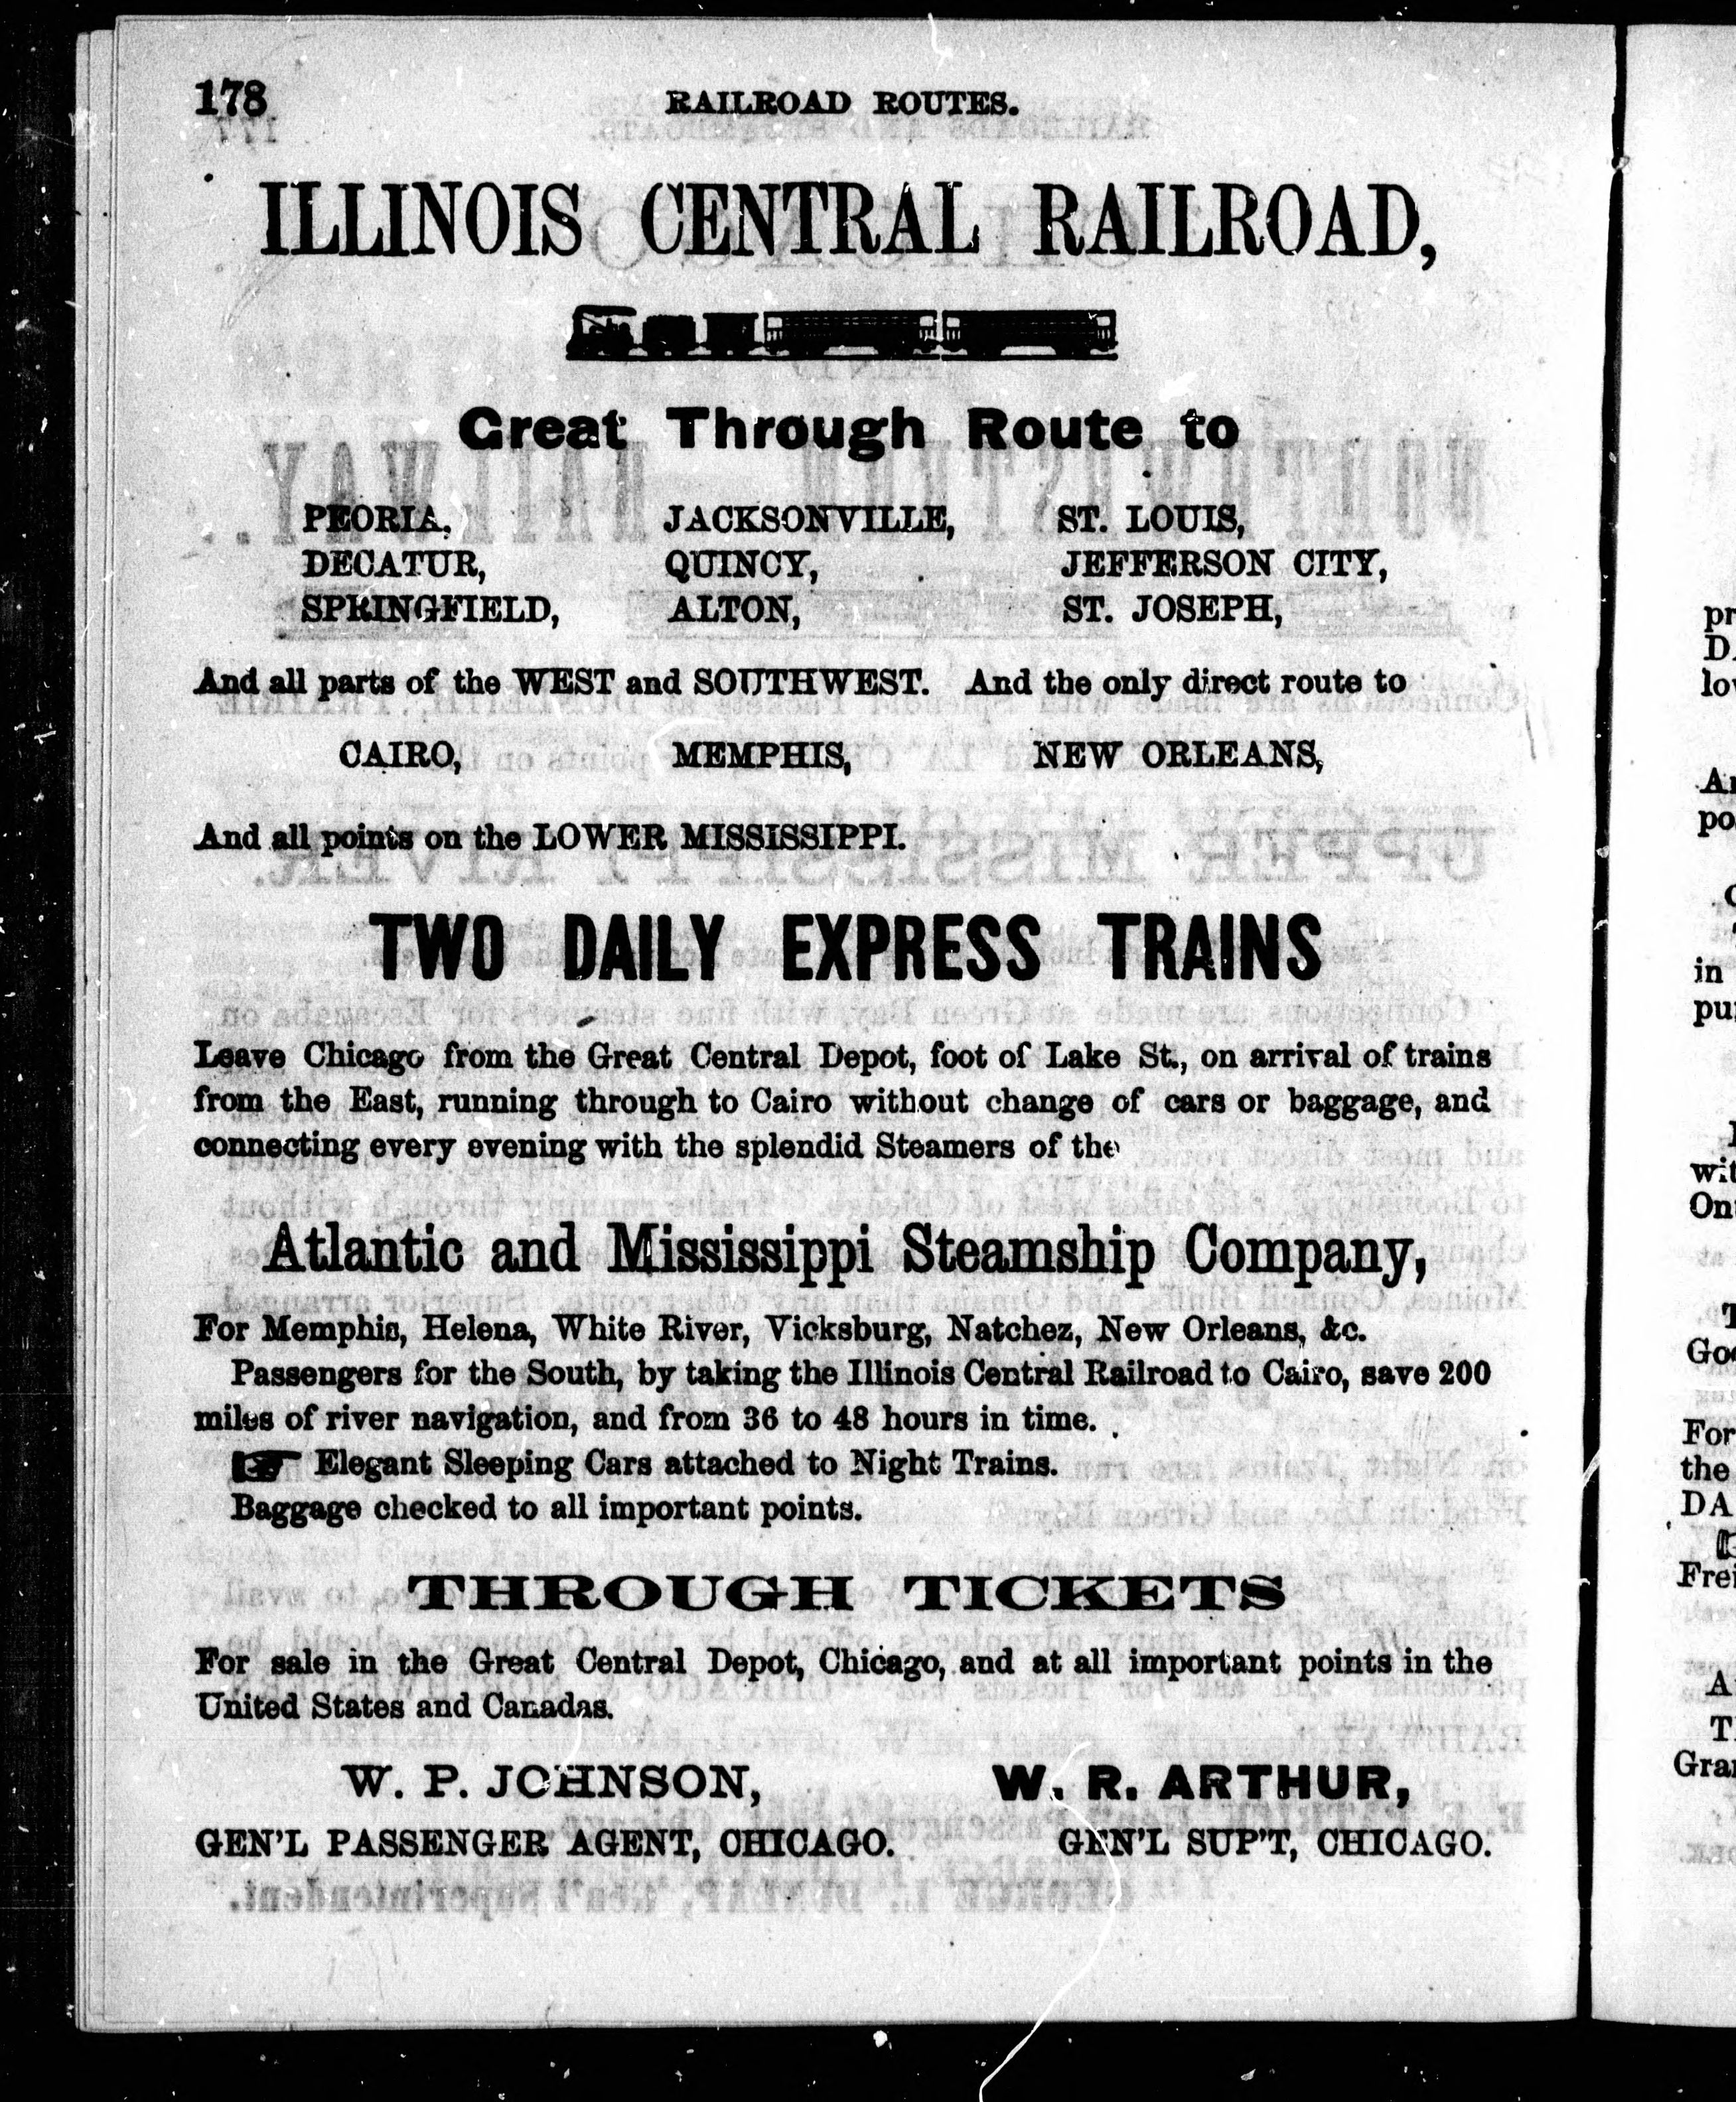 178 RAILROAD ROUTES.
ILLINOIS CENTRAL RAILROAD,
Great Through Route to
PEORIA, JACKSONVILLE, ST. LOUIS,
DECATUR, QUINCY, JEFFERSON CITY,
SPRINGFIELD, ALTON, ST. JOSEPH,
And all parts of the WEST and SOUTHWEST. And the only direct route to
CAIRO, MEMPHIS, NEW ORLEANS,
And all points on the LOWER MISSISSIPPI.
TWO DAILY EXPRESS TRAINS
Leave Chicago from the Great Central Depot, foot of Lake St., on arrival of trains
from the East, running through to Cairo without change of cars or baggage, and
connecting every evening with the splendid Steamers of the
Atlantic and Mississippi Steamship Company,
For Memphis, Helena, White River, Vicksburg, Natchez, New Orleans, &c.
Passengers for the South, by taking the Illinois Central Railroad to Cairo, save 200
miles of river navigation, and from 36 to 48 hours in time.
☞ Elegant Sleeping Cars attached to Night Trains.
Baggage checked to all important points.
THROUGH TICKETS
For sale in the Great Central Depot, Chicago, and at all important points in the
United States and Canadas.
W. P. JOHNSON, W. R. ARTHUR,
GEN'L PASSENGER AGENT, CHICAGO. GEN'L SUP'T, CHICAGO.